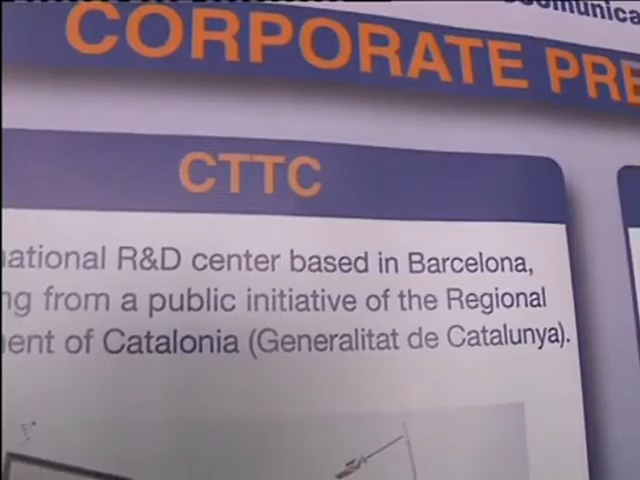 CORPORATE PRE
CTTC
ational R&D center based in Barcelona,
ng from a public initiative of the Regional
ent of Catalonia (Generalitat de Catalunya).